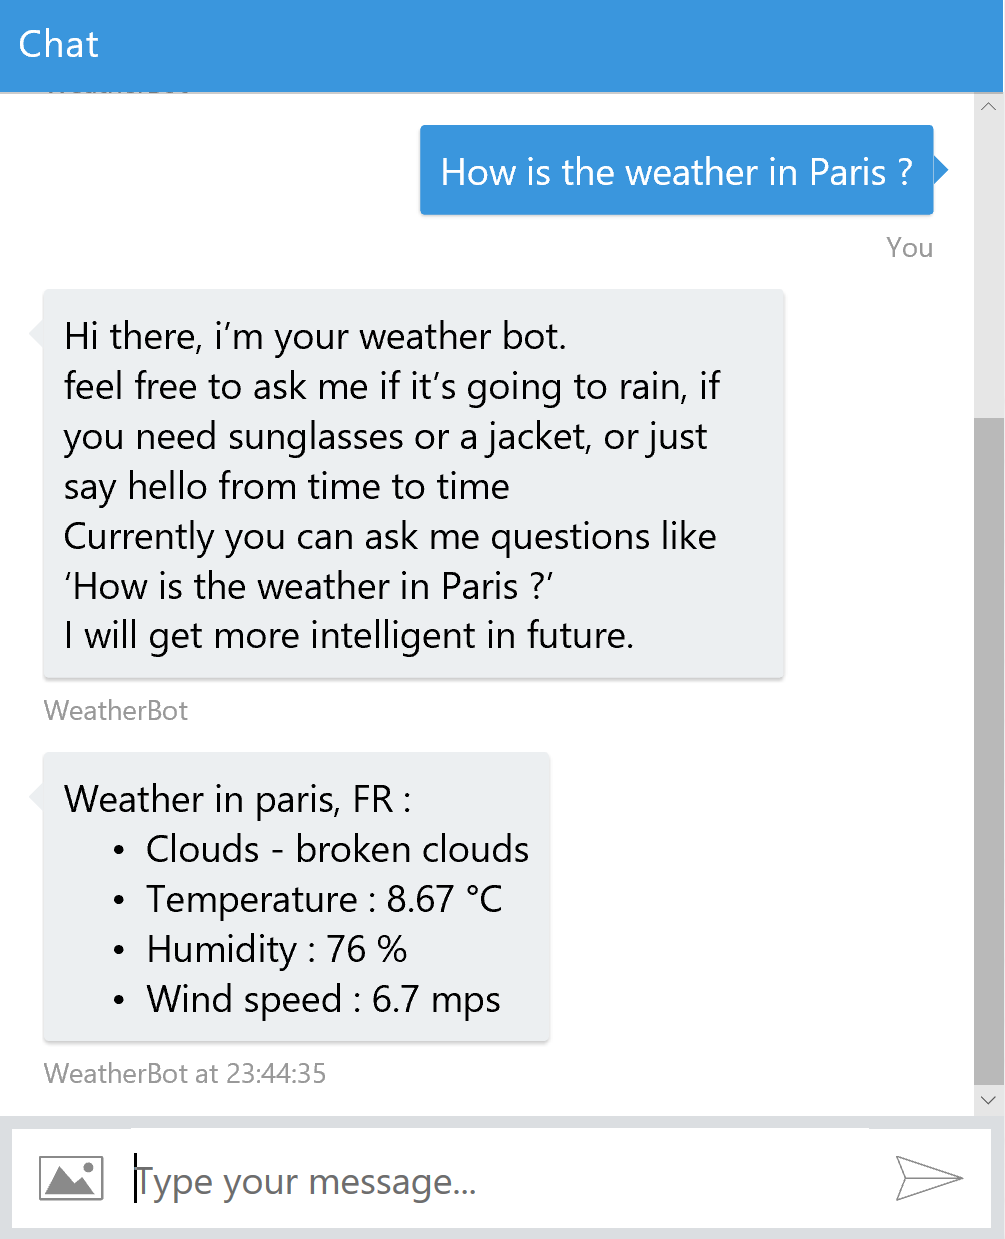 Chat
How is the weather in Paris ?
You
Hi there, i’m your weather bot.
feel free to ask me if it’s going to rain, if
you need sunglasses or a jacket, or just
say hello from time to time
Currently you can ask me questions like
‘How is the weather in Paris ?’
I will get more intelligent in future.
WeatherBot
Weather in paris, FR :
• Clouds - broken clouds
• Temperature : 8.67 °C
• Humidity : 76 %
• Wind speed : 6.7 mps
WeatherBot at 23:44:35
Type your message...